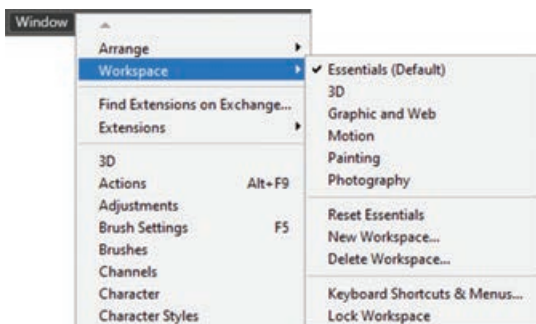 Window
Arrange
Workspace
Find Extensions on Exchange...
Extensions
3D
Actions Alt+F9
Adjustments
Brush Settings F5
Brushes
Channels
Character
Character Styles
Essentials (Default)
3D
Graphic and Web
Motion
Painting
Photography
Reset Essentials
New Workspace...
Delete Workspace...
Keyboard Shortcuts & Menus...
Lock Workspace